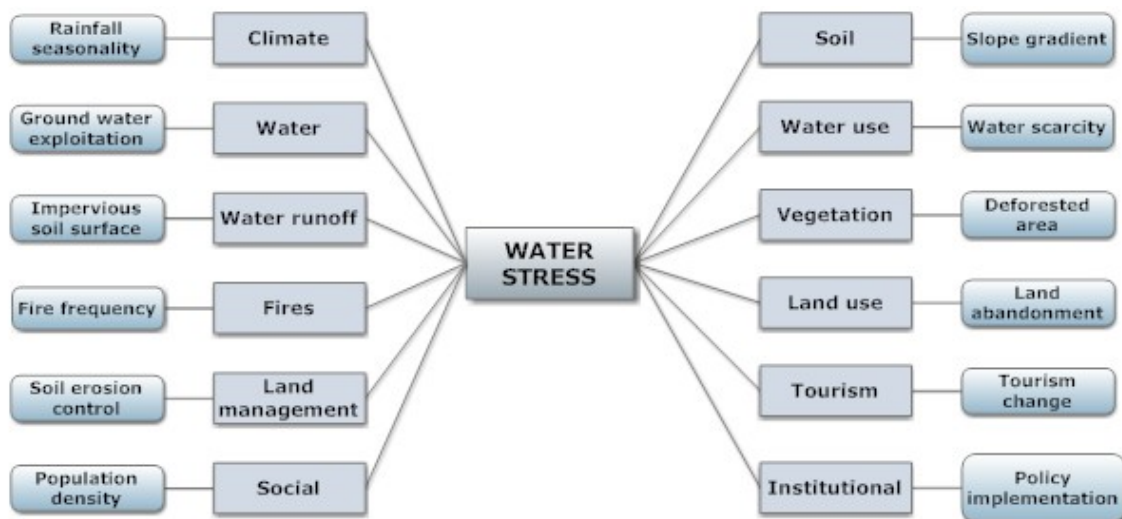 Rainfall
seasonality
Climate
Ground water
exploitation
Water
Impervious
soil surface
Water runoff
Fire frequency
Fires
Soil erosion
control
Land
management
Population
density
Social
WATER
STRESS
Soil
Slope gradient
Water use
Water scarcity
Vegetation
Deforested
area
Land use
Land
abandonment
Tourism
Tourism
change
Institutional
Policy
implementation